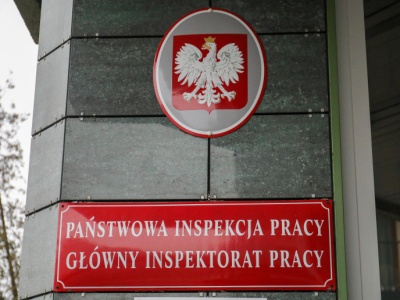 PAŃSTWOWA INSPEKCJA PRACY
GŁÓWNY INSPEKTORAT PRACY